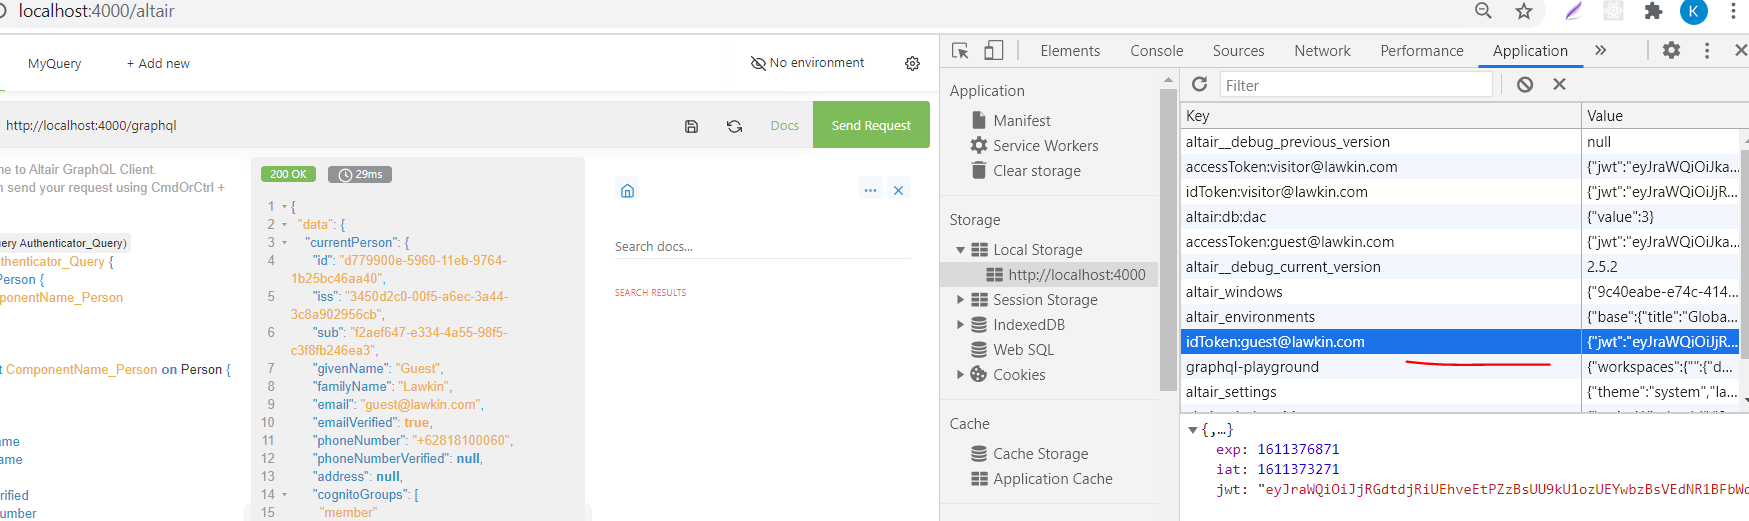 localhost:4000/altair
K
MyQuery
+ Add new
No environment
http://localhost:4000/graphql
Docs
Send Request
me to Altair GraphQL Client.
n send your request using CmdOrCtrl +
uery Authenticator_Query)
thenticator_Query {
Person {
ponentName_Person
t ComponentName_Person on Person {
ame
ame
rified
umber
200 OK
29ms
1 {
2 "data": {
3 "currentPerson": {
4 "id": "d779900e-5960-11eb-9764-
1b25bc46aa40",
5 "iss": "3450d2c0-00f5-a6ec-3a44-
3c8a902956cb",
6 "sub": "f2aef647-e334-4a55-98f5-
c3f8fb246ea3",
7 "givenName": "Guest",
8 "familyName": "Lawkin",
9 "email": "guest@lawkin.com",
10 "emailVerified": true,
11 "phoneNumber": "+62818100060",
12 "phoneNumberVerified": null,
13 "address": null,
14 "cognitoGroups": [
15 "member"
Search docs...
SEARCH RESULTS
Elements
Console
Sources
Network
Performance
Application
Application
Manifest
Service Workers
Clear storage
Storage
Local Storage
http://localhost:4000
Session Storage
IndexedDB
Web SQL
Cookies
Cache
Cache Storage
Application Cache
Filter
Key Value
altair__debug_previous_version null
accessToken:visitor@lawkin.com {"jwt":"eyJraWQiOiJka...
idToken:visitor@lawkin.com {"jwt":"eyJraWQiOiJjR...
altair:db:dac {"value":3}
accessToken:guest@lawkin.com {"jwt":"eyJraWQiOiJka...
altair__debug_current_version 2.5.2
altair_windows {"9c40eabe-e74c-414...
altair_environments {"base":{"title":"Globa...
idToken:guest@lawkin.com {"jwt":"eyJraWQiOiJjR...
graphql-playground {"workspaces":{"":{"d...
altair_settings {"theme":"system","la...
{,…}
exp: 1611376871
iat: 1611373271
jwt: "eyJraWQiOiJjRGdtdjRiUEhveEtPZzBsUU9kU1ozUEYwbzBsVEdNR1BFbWd